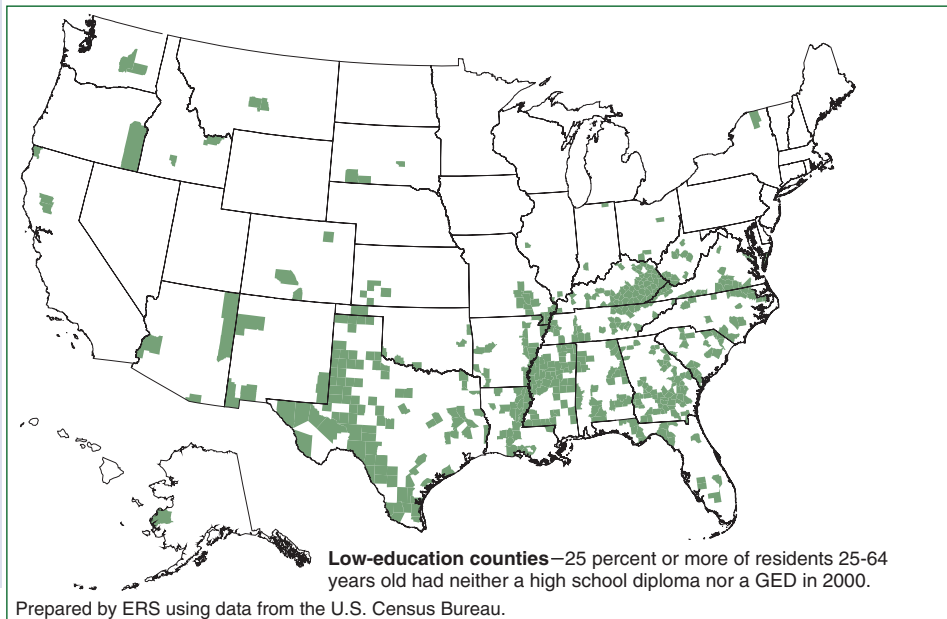 Low-education counties—25 percent or more of residents 25-64
years old had neither a high school diploma nor a GED in 2000.
Prepared by ERS using data from the U.S. Census Bureau.